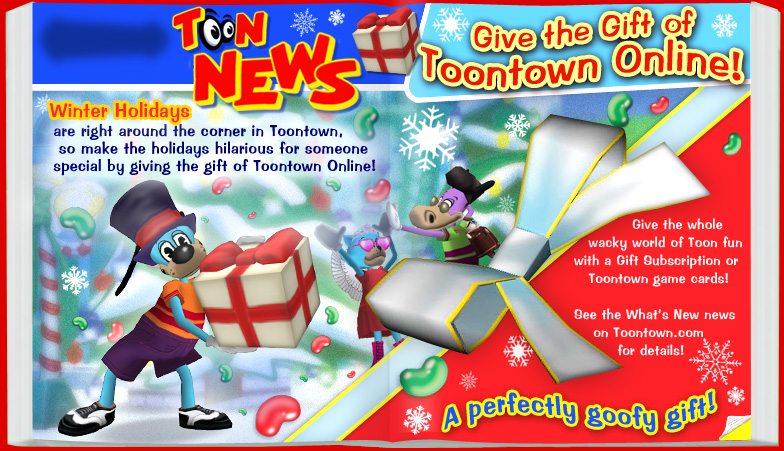 TOON
NEWS
Winter Holidays
are right around the corner in Toontown,
so make the holidays hilarious for someone
special by giving the gift of Toontown Online!
Give the Gift of
Toontown Online!
Give the whole
wacky world of Toon fun
with a Gift Subscription or
Toontown game cards!
See the What's New news
on Toontown.com
for details!
A perfectly goofy gift!